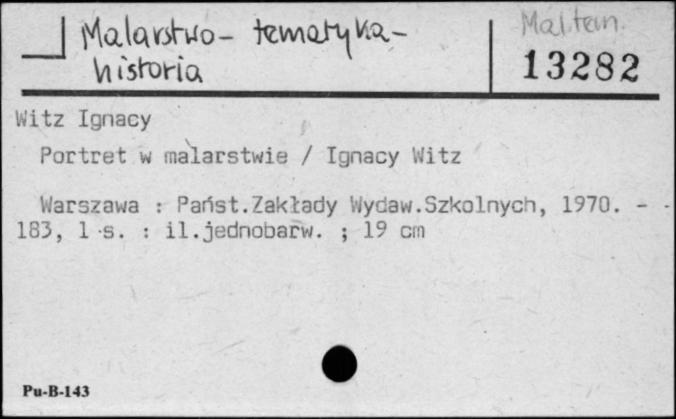 Malarstwo - tematyka -
historia
Mal. tem.
13282
Witz Ignacy
Portret w malarstwie / Ignacy Witz
Warszawa : Państ.Zakłady Wydaw.Szkolnych, 1970. - -
183, 1 s. : il.jednobarw. ; 19 cm
Pu-B-143